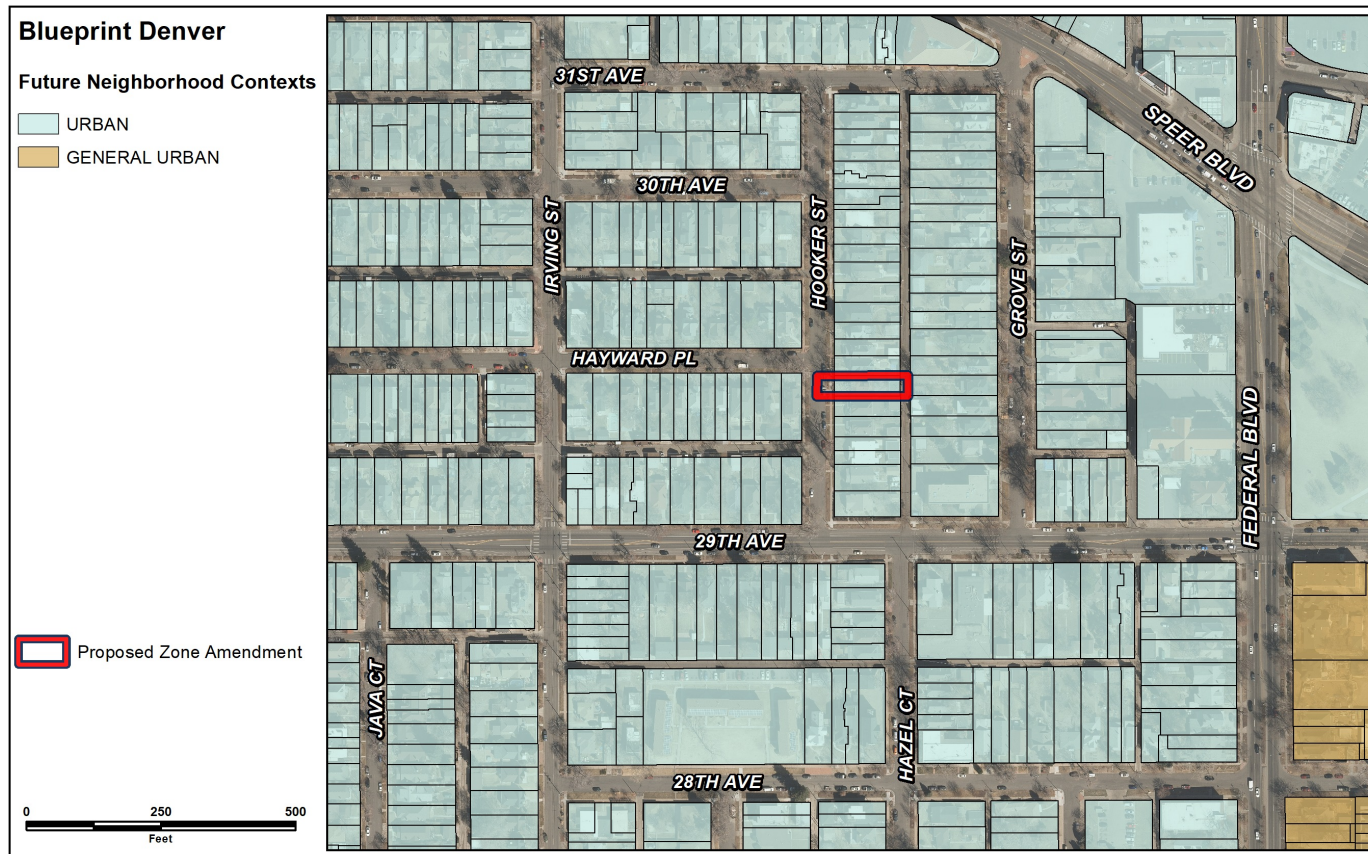 Blueprint Denver
Future Neighborhood Contexts
URBAN
GENERAL URBAN
Proposed Zone Amendment
0 250 500
Feet
31ST AVE
SPEER BLVD
30TH AVE
IRVING ST
HOOKER ST
GROVE ST
HAYWARD PL
FEDERAL BLVD
29TH AVE
JAVA CT
HAZEL CT
28TH AVE